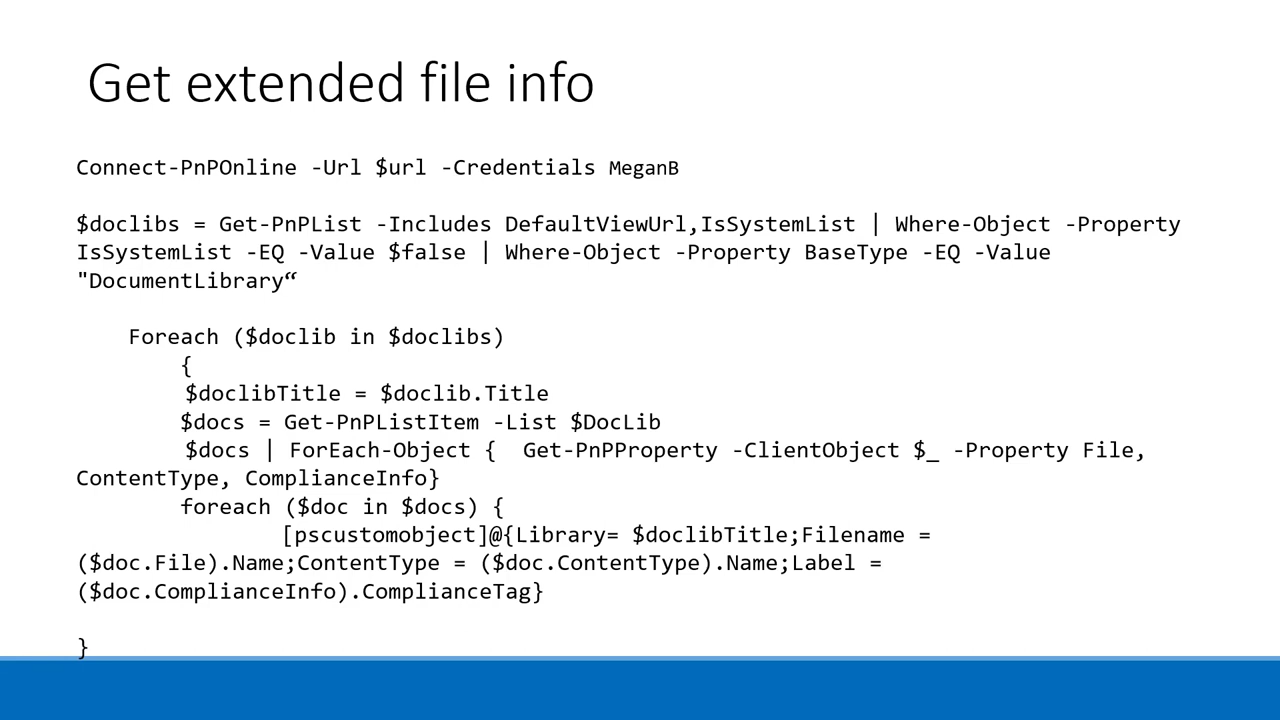 Get extended file info
Connect-PnPOnline -Url $url -Credentials MeganB
$doclibs = Get-PnPList -Includes DefaultViewUrl,IsSystemList | Where-Object -Property
IsSystemList -EQ -Value $false | Where-Object -Property BaseType -EQ -Value
"DocumentLibrary“
Foreach ($doclib in $doclibs)
{
$doclibTitle = $doclib.Title
$docs = Get-PnPListItem -List $DocLib
$docs | ForEach-Object {  Get-PnPProperty -ClientObject $_ -Property File,
ContentType, ComplianceInfo}
foreach ($doc in $docs) {
[pscustomobject]@{Library= $doclibTitle;Filename =
($doc.File).Name;ContentType = ($doc.ContentType).Name;Label =
($doc.ComplianceInfo).ComplianceTag}
}